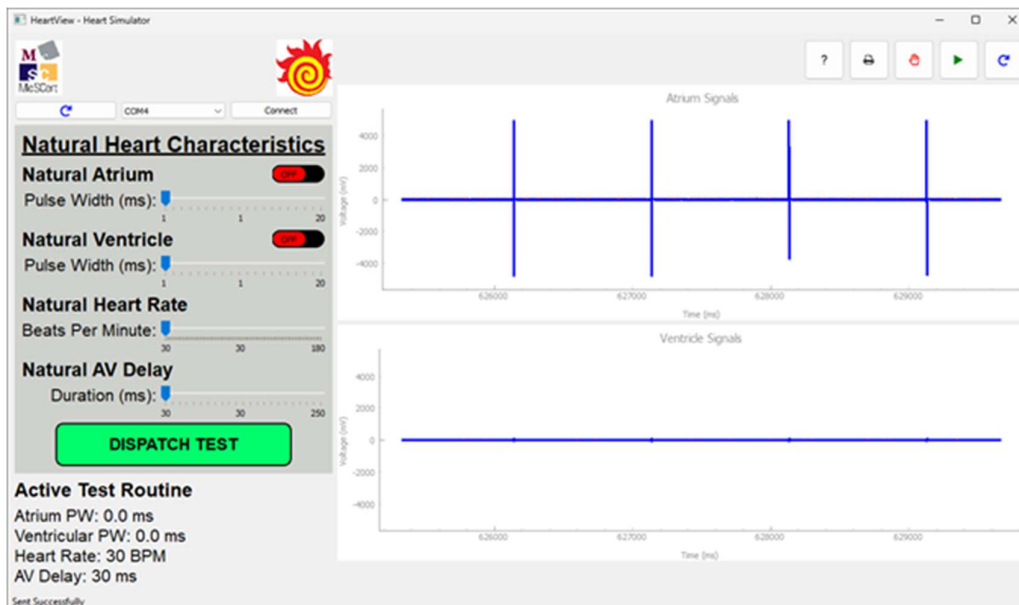 HeartView - Heart Simulator
M
SC
MicSCort
COM4
Connect
?
Natural Heart Characteristics
Natural Atrium
OFF
Pulse Width (ms):
1 1 20
Natural Ventricle
OFF
Pulse Width (ms):
1 1 20
Natural Heart Rate
Beats Per Minute:
30 30 180
Natural AV Delay
Duration (ms):
30 30 250
DISPATCH TEST
Active Test Routine
Atrium PW: 0.0 ms
Ventricular PW: 0.0 ms
Heart Rate: 30 BPM
AV Delay: 30 ms
Sent Successfully
Atrium Signals
Voltage (mV)
4000
2000
0
-2000
-4000
626000 627000 628000 629000
Time (ms)
Ventricle Signals
Voltage (mV)
4000
2000
0
-2000
-4000
626000 627000 628000 629000
Time (ms)